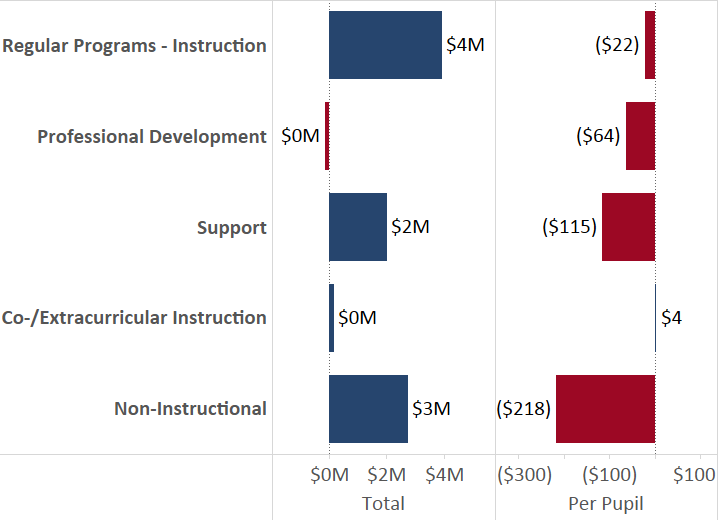 Regular Programs - Instruction $4M ($22)
Professional Development $0M ($64)
Support $2M ($115)
Co-/Extracurricular Instruction $0M $4
Non-Instructional $3M ($218)
$0M $2M $4M ($300) ($100) $100
Total Per Pupil